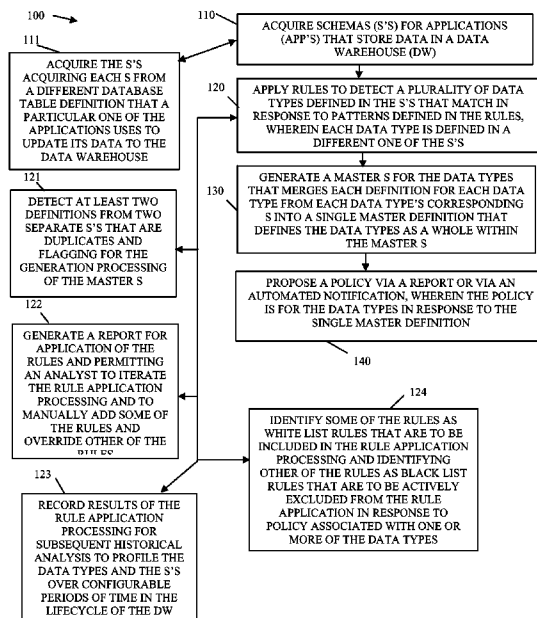 100
110
ACQUIRE SCHEMAS (S'S) FOR APPLICATIONS
(APP'S) THAT STORE DATA IN A DATA
WAREHOUSE (DW)
111
ACQUIRE THE S'S
ACQUIRING EACH S FROM
A DIFFERENT DATABASE
TABLE DEFINITION THAT A
PARTICULAR ONE OF THE
APPLICATIONS USES TO
UPDATE ITS DATA TO THE
DATA WAREHOUSE
120
APPLY RULES TO DETECT A PLURALITY OF DATA
TYPES DEFINED IN THE S'S THAT MATCH IN
RESPONSE TO PATTERNS DEFINED IN THE RULES,
WHEREIN EACH DATA TYPE IS DEFINED IN A
DIFFERENT ONE OF THE S'S
121
DETECT AT LEAST TWO
DEFINITIONS FROM TWO
SEPARATE S'S THAT ARE
DUPLICATES AND
FLAGGING FOR THE
GENERATION PROCESSING
OF THE MASTER S
130
GENERATE A MASTER S FOR THE DATA TYPES
THAT MERGES EACH DEFINITION FOR EACH DATA
TYPE FROM EACH DATA TYPE'S CORRESPONDING
S INTO A SINGLE MASTER DEFINITION THAT
DEFINES THE DATA TYPES AS A WHOLE WITHIN
THE MASTER S
PROPOSE A POLICY VIA A REPORT OR VIA AN
AUTOMATED NOTIFICATION, WHEREIN THE POLICY
IS FOR THE DATA TYPES IN RESPONSE TO THE
SINGLE MASTER DEFINITION
140
122
GENERATE A REPORT FOR
APPLICATION OF THE
RULES AND PERMITTING
AN ANALYST TO ITERATE
THE RULE APPLICATION
PROCESSING AND TO
MANUALLY ADD SOME OF
THE RULES AND
OVERRIDE OTHER OF THE
RULES
124
IDENTIFY SOME OF THE RULES AS
WHITE LIST RULES THAT ARE TO BE
INCLUDED IN THE RULE APPLICATION
PROCESSING AND IDENTIFYING
OTHER OF THE RULES AS BLACK LIST
RULES THAT ARE TO BE ACTIVELY
EXCLUDED FROM THE RULE
APPLICATION IN RESPONSE TO
POLICY ASSOCIATED WITH ONE OR
MORE OF THE DATA TYPES
123
RECORD RESULTS OF THE
RULE APPLICATION
PROCESSING FOR
SUBSEQUENT HISTORICAL
ANALYSIS TO PROFILE THE
DATA TYPES AND THE S'S
OVER CONFIGURABLE
PERIODS OF TIME IN THE
LIFECYCLE OF THE DW